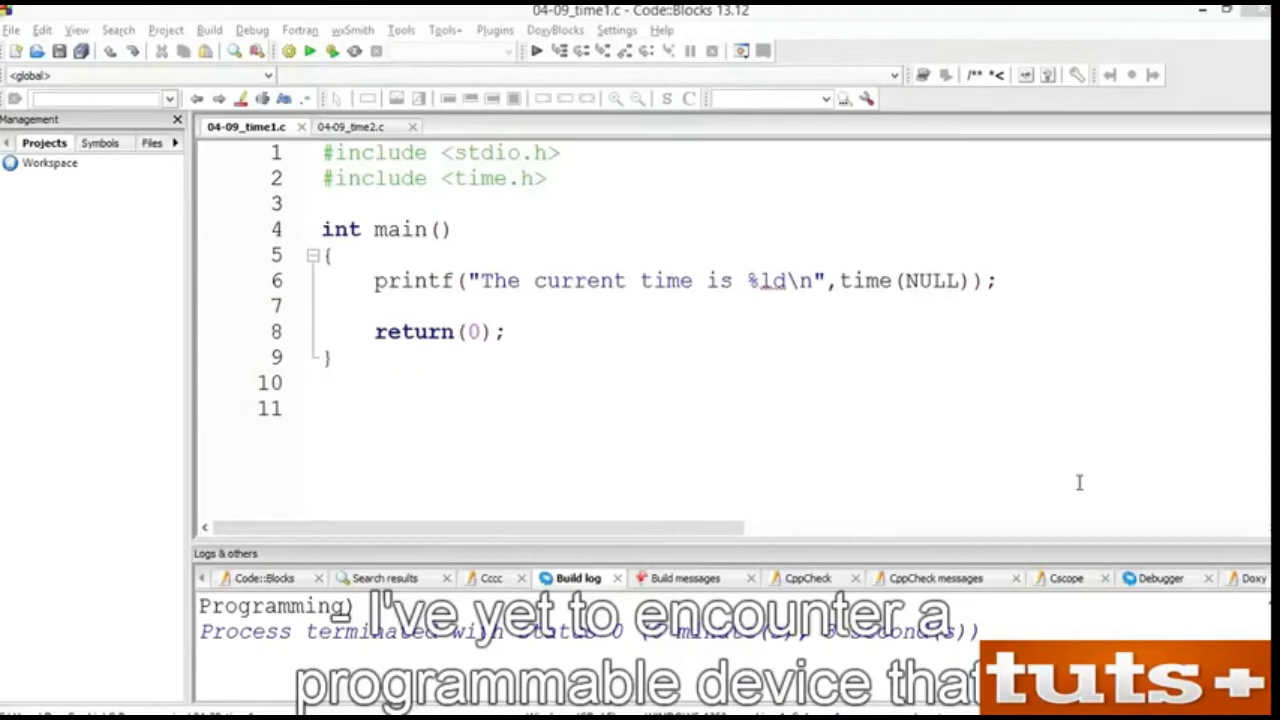 04-09_time1.c - Code::Blocks 13.12
File Edit View Search Project Build Debug Fortran wxSmith Tools Tools+ Plugins DoxyBlocks Settings Help
<global>
/** *<
S C
Management
04-09_time1.c 04-09_time2.c
Projects Symbols Files
Workspace
1 #include <stdio.h>
2 #include <time.h>
3
4 int main()
5 {
6 printf("The current time is %ld\n",time(NULL));
7
8 return(0);
9 }
10
11
Logs & others
Code::Blocks Search results Cccc Build log Build messages CppCheck CppCheck messages Cscope Debugger Doxy
Programming)
Process terminated with status 0 (0 minute(s), second(s))
- I've yet to encounter a
programmable device that
tuts+